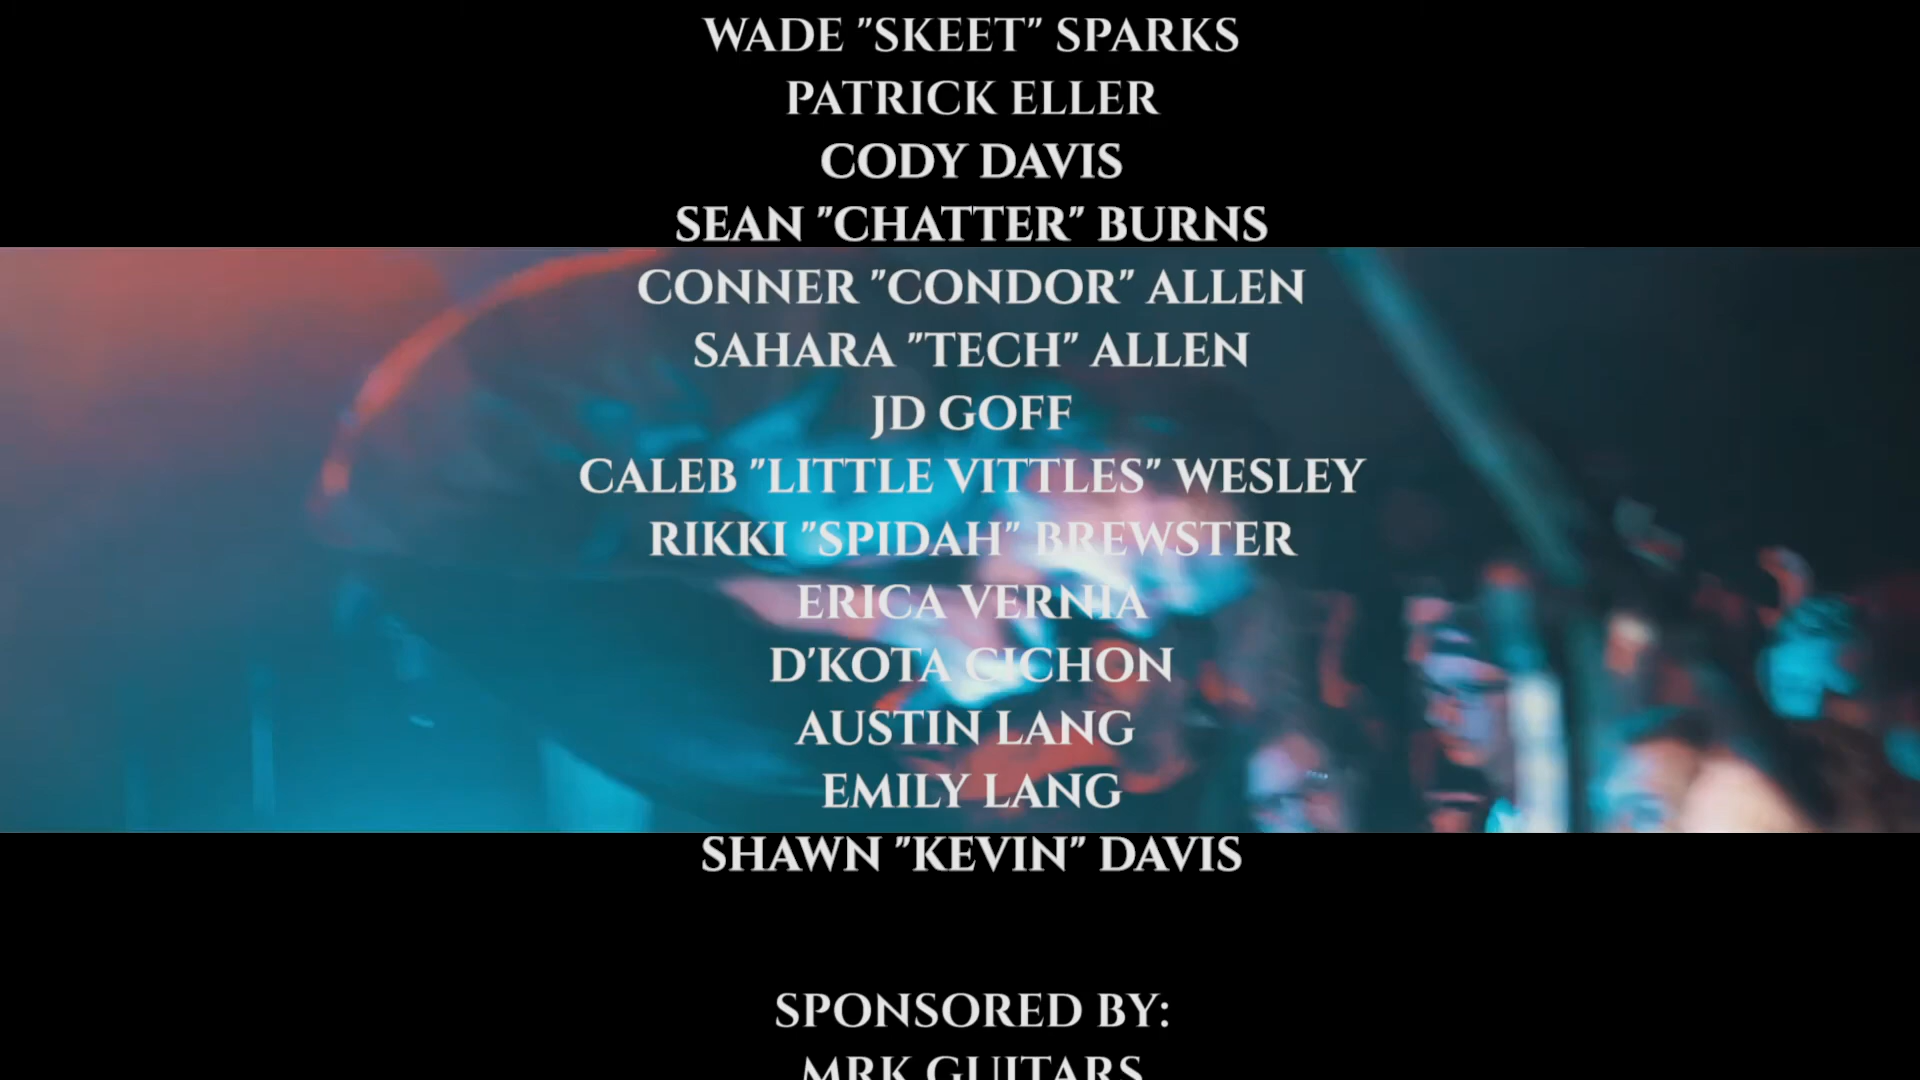 WADE "SKEET" SPARKS
PATRICK ELLER
CODY DAVIS
SEAN "CHATTER" BURNS
CONNER "CONDOR" ALLEN
SAHARA "TECH" ALLEN
JD GOFF
CALEB "LITTLE VITTLES" WESLEY
RIKKI "SPIDAH" BREWSTER
ERICA VERNIA
D'KOTA CICHON
AUSTIN LANG
EMILY LANG
SHAWN "KEVIN" DAVIS
SPONSORED BY:
MRK GUITARS